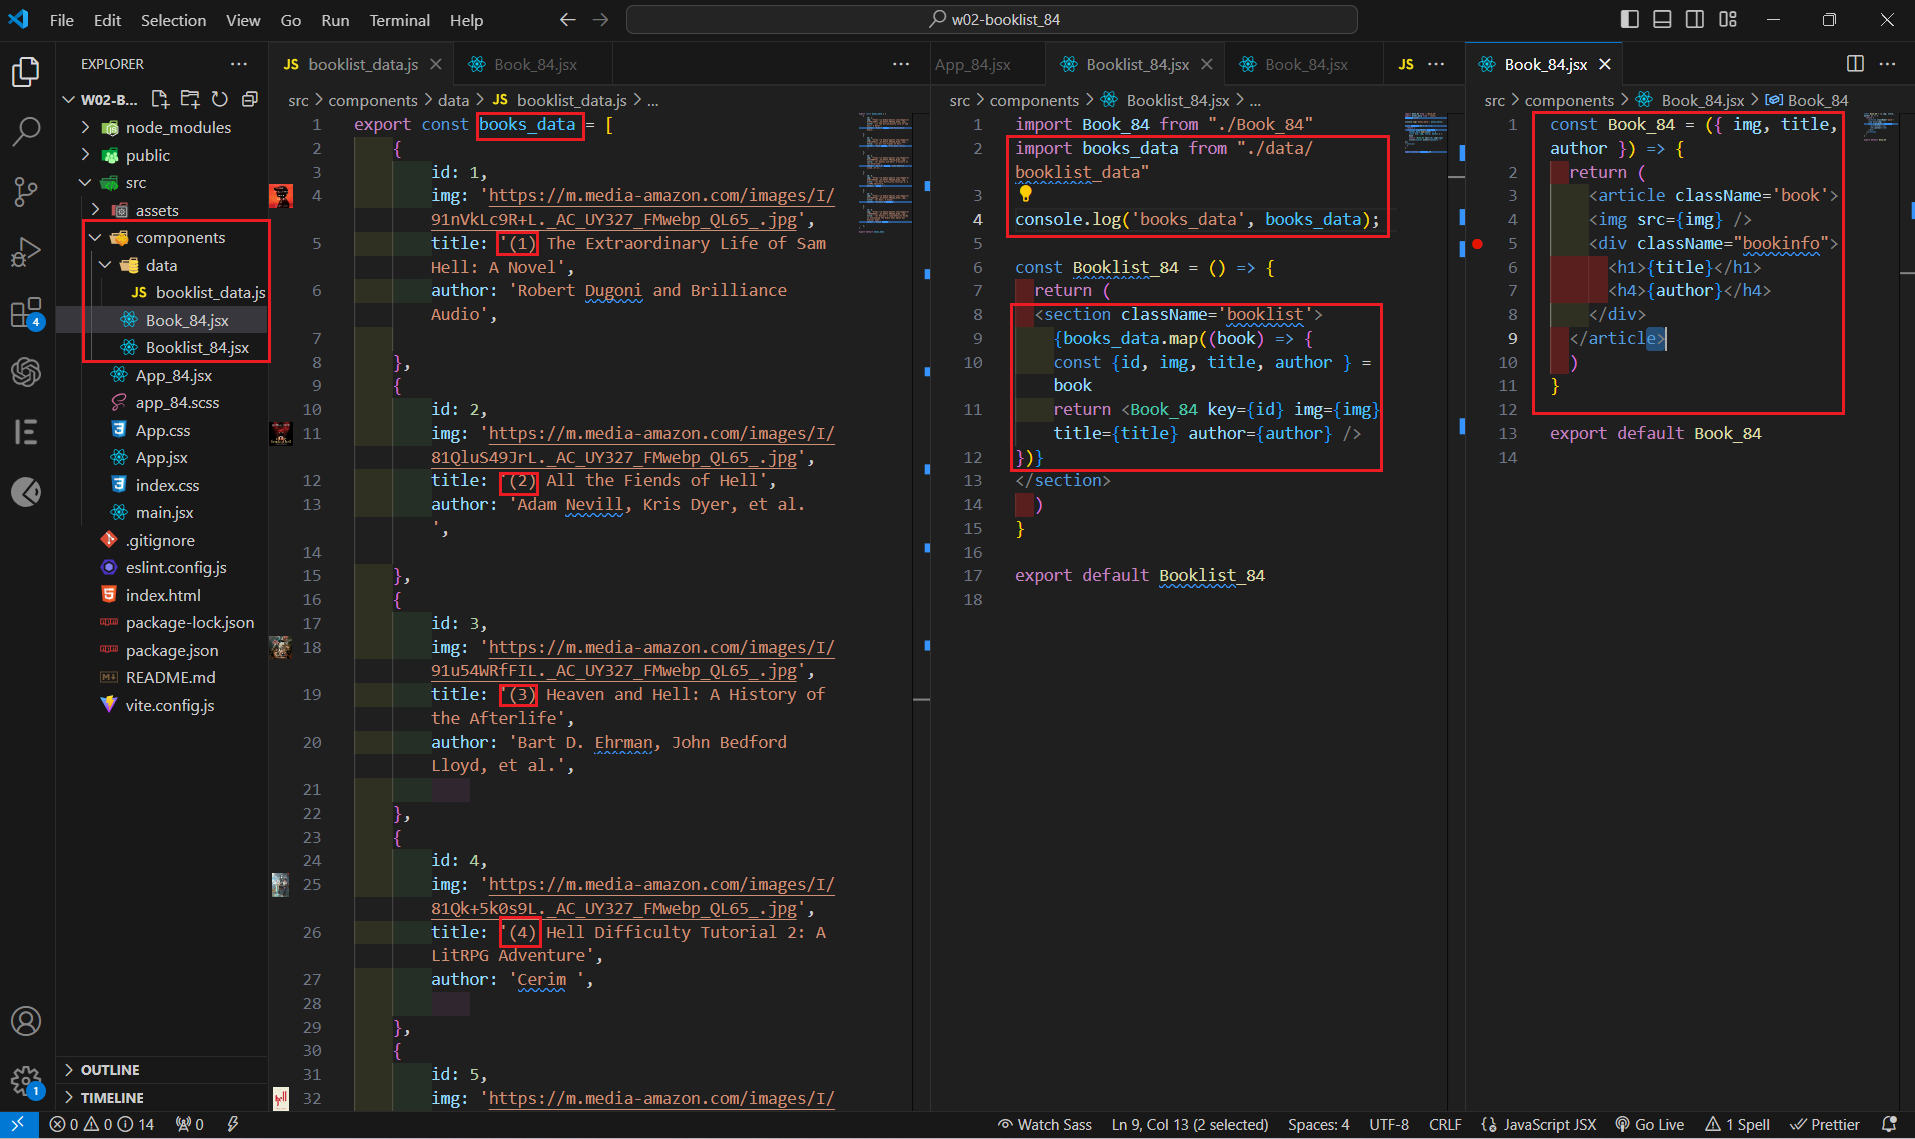 File Edit Selection View Go Run Terminal Help
w02-booklist_84
EXPLORER
W02-B...
node_modules
public
src
assets
components
data
JS booklist_data.js
Book_84.jsx
Booklist_84.jsx
App_84.jsx
app_84.scss
App.css
App.jsx
index.css
main.jsx
.gitignore
eslint.config.js
index.html
package-lock.json
package.json
README.md
vite.config.js
OUTLINE
TIMELINE
4
1
JS booklist_data.js
Book_84.jsx
src > components > data > JS booklist_data.js > ...
1 export const books_data = [
2 {
3 id: 1,
4 img: 'https://m.media-amazon.com/images/I/
91nVkLc9R+L._AC_UY327_FMwebp_QL65_.jpg',
5 title: '(1) The Extraordinary Life of Sam
Hell: A Novel',
6 author: 'Robert Dugoni and Brilliance
Audio',
7
8 },
9 {
10 id: 2,
11 img: 'https://m.media-amazon.com/images/I/
81QluS49JrL._AC_UY327_FMwebp_QL65_.jpg',
12 title: '(2) All the Fiends of Hell',
13 author: 'Adam Nevill, Kris Dyer, et al.
',
14
15 },
16 {
17 id: 3,
18 img: 'https://m.media-amazon.com/images/I/
91u54WRfFIL._AC_UY327_FMwebp_QL65_.jpg',
19 title: '(3) Heaven and Hell: A History of
the Afterlife',
20 author: 'Bart D. Ehrman, John Bedford
Lloyd, et al.',
21
22 },
23 {
24 id: 4,
25 img: 'https://m.media-amazon.com/images/I/
81Qk+5k0s9L._AC_UY327_FMwebp_QL65_.jpg',
26 title: '(4) Hell Difficulty Tutorial 2: A
LitRPG Adventure',
27 author: 'Cerim ',
28
29 },
30 {
31 id: 5,
32 img: 'https://m.media-amazon.com/images/I/
App_84.jsx
Booklist_84.jsx
Book_84.jsx
JS
src > components > Booklist_84.jsx > ...
1 import Book_84 from "./Book_84"
2 import books_data from "./data/
booklist_data"
3
4 console.log('books_data', books_data);
5
6 const Booklist_84 = () => {
7 return (
8 <section className='booklist'>
9 {books_data.map((book) => {
10 const {id, img, title, author } =
book
11 return <Book_84 key={id} img={img}
title={title} author={author} />
12 })}
13 </section>
14 )
15 }
16
17 export default Booklist_84
18
Book_84.jsx
src > components > Book_84.jsx > Book_84
1 const Book_84 = ({ img, title,
author }) => {
2 return (
3 <article className='book'>
4 <img src={img} />
5 <div className="bookinfo">
6 <h1>{title}</h1>
7 <h4>{author}</h4>
8 </div>
9 </article>
10 )
11 }
12
13 export default Book_84
14
0 0 14 0 Watch Sass Ln 9, Col 13 (2 selected) Spaces: 4 UTF-8 CRLF JavaScript JSX Go Live 1 Spell Prettier